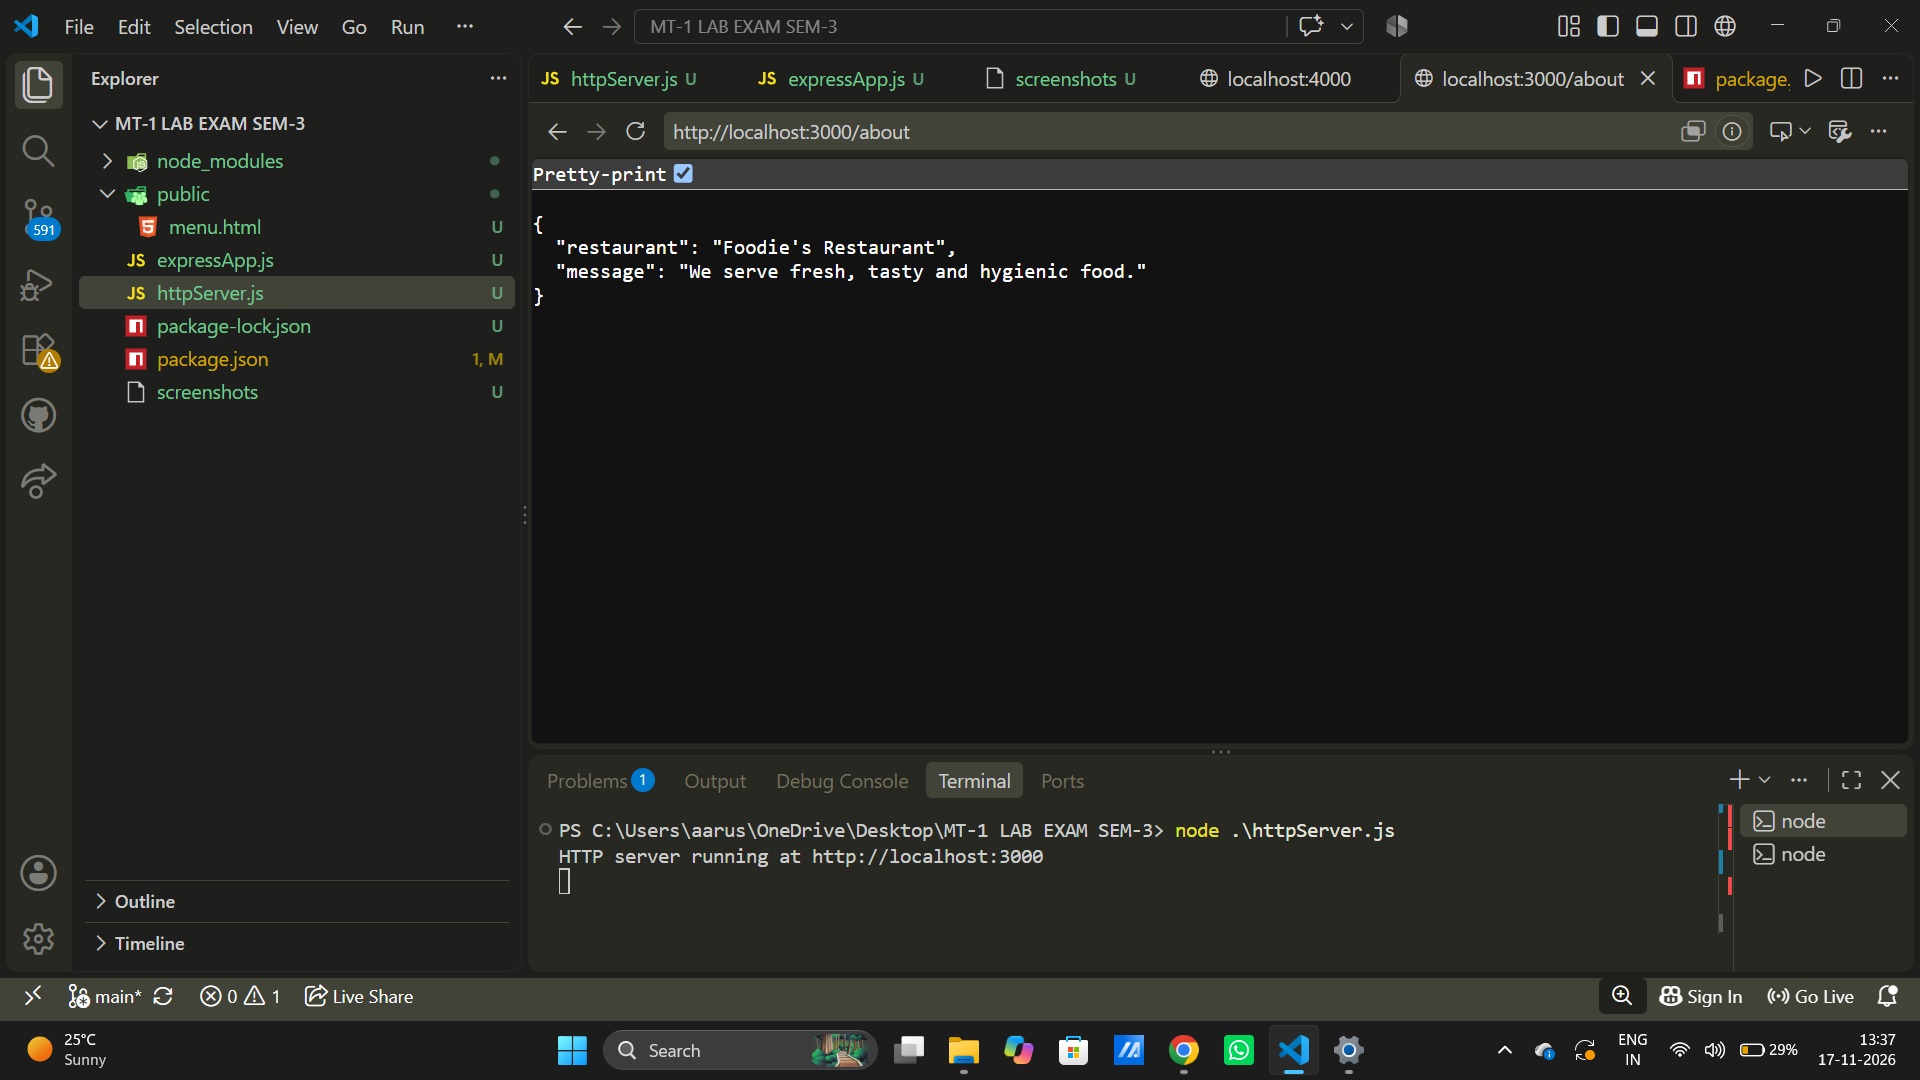 File Edit Selection View Go Run ...
MT-1 LAB EXAM SEM-3
Explorer
MT-1 LAB EXAM SEM-3
node_modules
public
menu.html U
JS expressApp.js U
JS httpServer.js U
package-lock.json U
package.json 1, M
screenshots U
591
Outline
Timeline
JS httpServer.js U
JS expressApp.js U
screenshots U
localhost:4000
localhost:3000/about
package.
http://localhost:3000/about
Pretty-print
{
"restaurant": "Foodie's Restaurant",
"message": "We serve fresh, tasty and hygienic food."
}
Problems 1 Output Debug Console Terminal Ports
PS C:\Users\aarus\OneDrive\Desktop\MT-1 LAB EXAM SEM-3> node .\httpServer.js
HTTP server running at http://localhost:3000
node
node
main* 0 1 Live Share
Sign In Go Live
25°C
Sunny
Search
ENG
IN
29%
13:37
17-11-2026